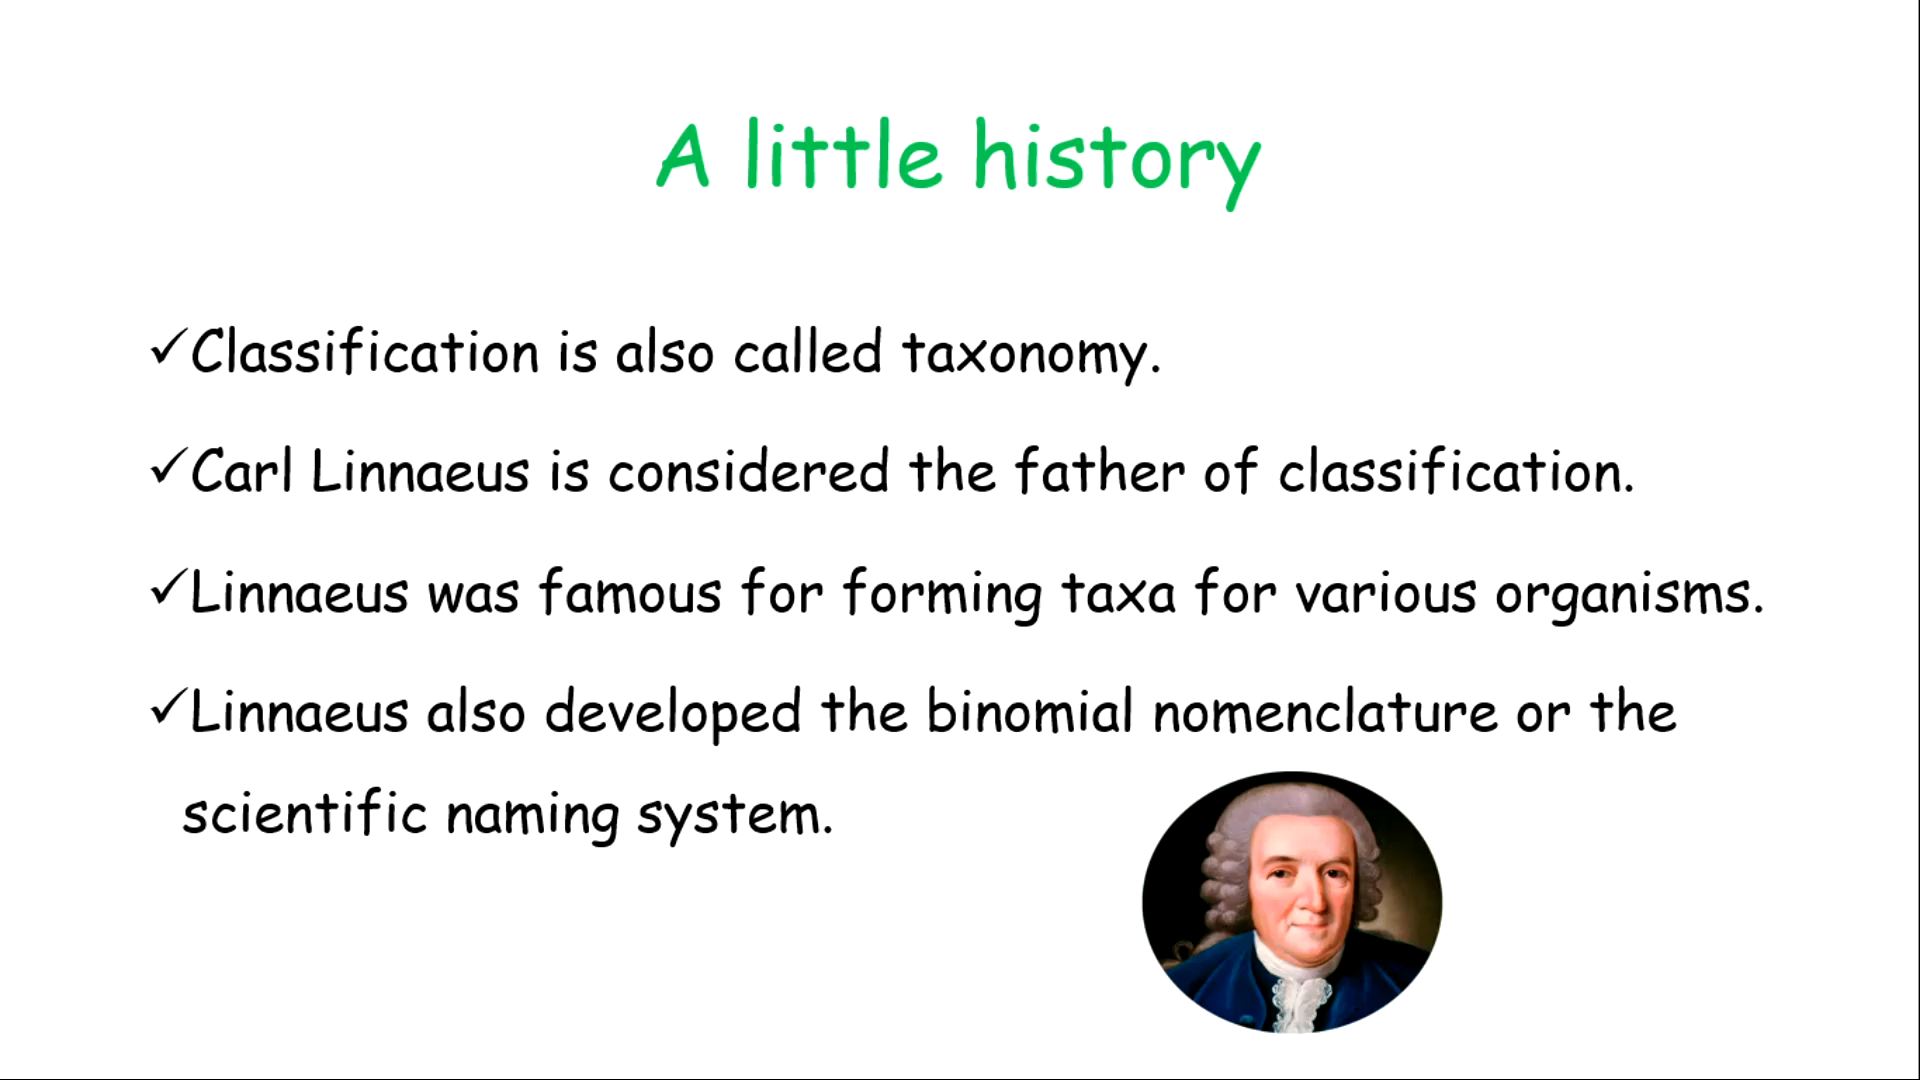 A little history
✓Classification is also called taxonomy.
✓Carl Linnaeus is considered the father of classification.
✓Linnaeus was famous for forming taxa for various organisms.
✓Linnaeus also developed the binomial nomenclature or the
scientific naming system.